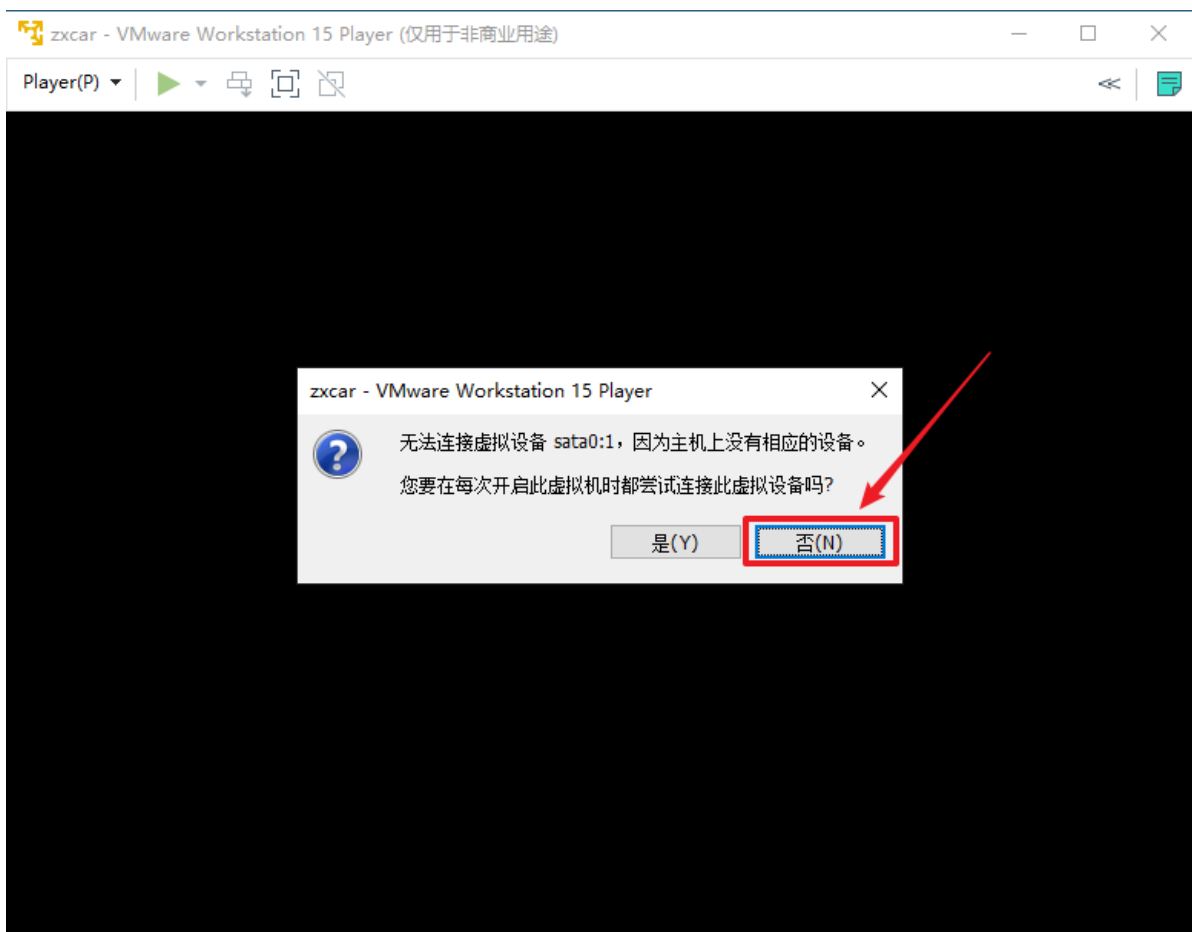 zxcar - VMware Workstation 15 Player (仅用于非商业用途)
Player(P)
zxcar - VMware Workstation 15 Player
无法连接虚拟设备 sata0:1，因为主机上没有相应的设备。
您要在每次开启此虚拟机时都尝试连接此虚拟设备吗?
是(Y) 否(N)